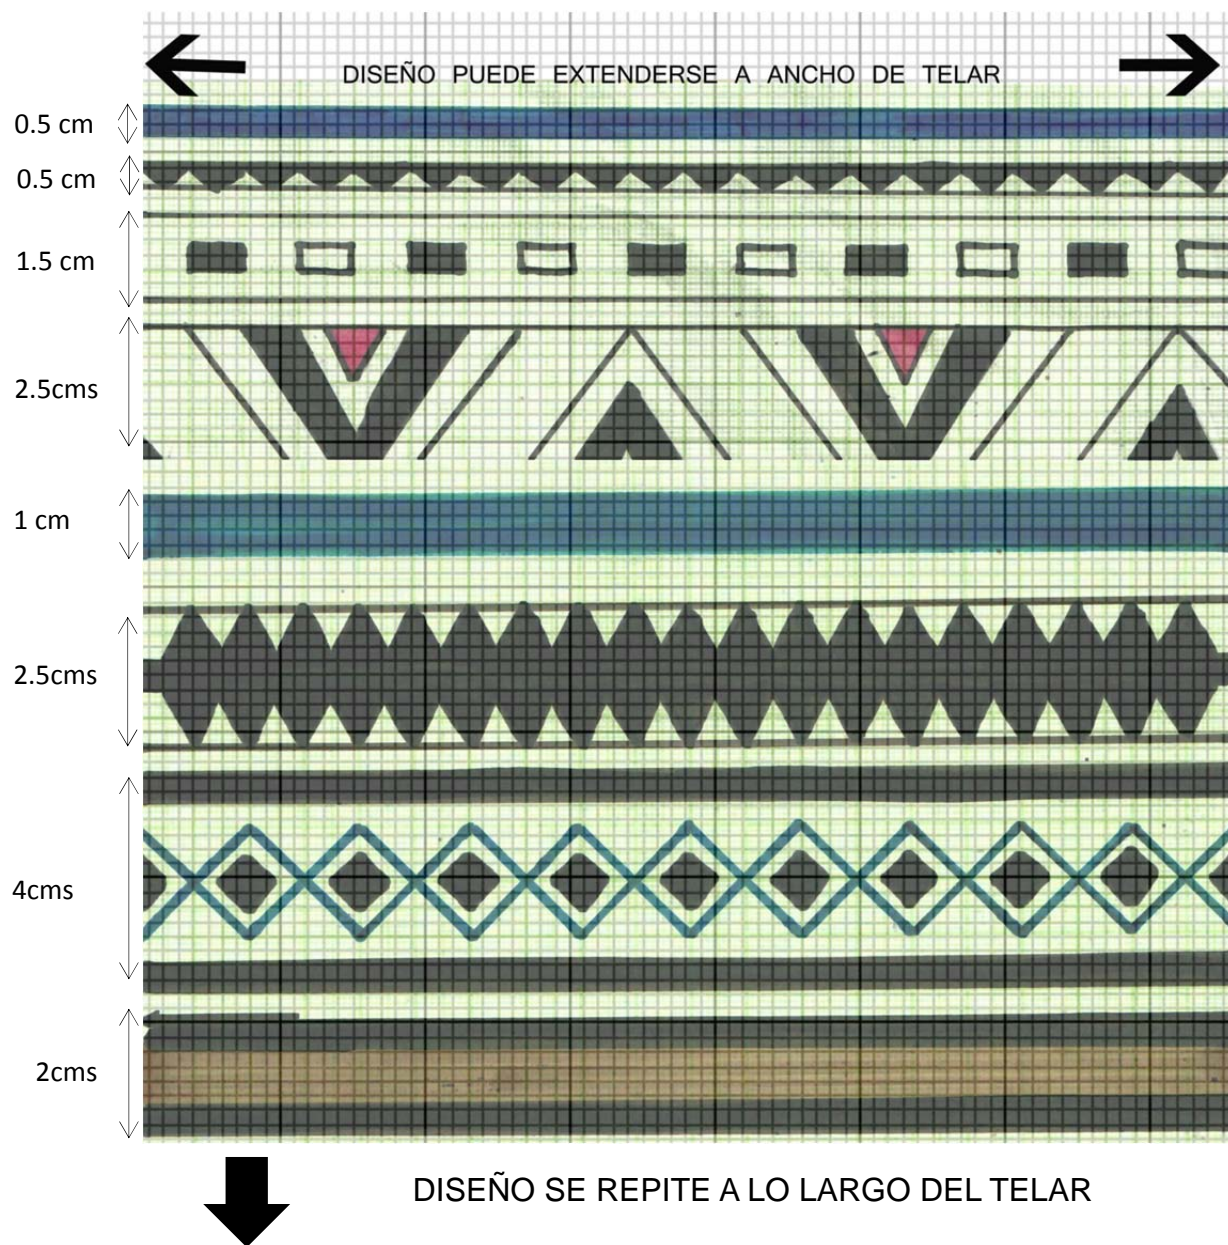 DISEÑO PUEDE EXTENDERSE A ANCHO DE TELAR
0.5 cm
0.5 cm
1.5 cm
2.5cms
1 cm
2.5cms
4cms
2cms
DISEÑO SE REPITE A LO LARGO DEL TELAR